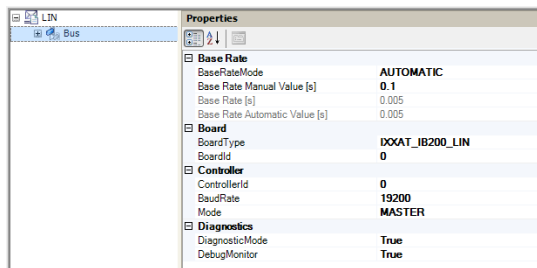 LIN
Bus
Properties
Base Rate
BaseRateMode AUTOMATIC
Base Rate Manual Value [s] 0.1
Base Rate [s] 0.005
Base Rate Automatic Value [s] 0.005
Board
BoardType IXXAT_IB200_LIN
BoardId 0
Controller
ControllerId 0
BaudRate 19200
Mode MASTER
Diagnostics
DiagnosticMode True
DebugMonitor True